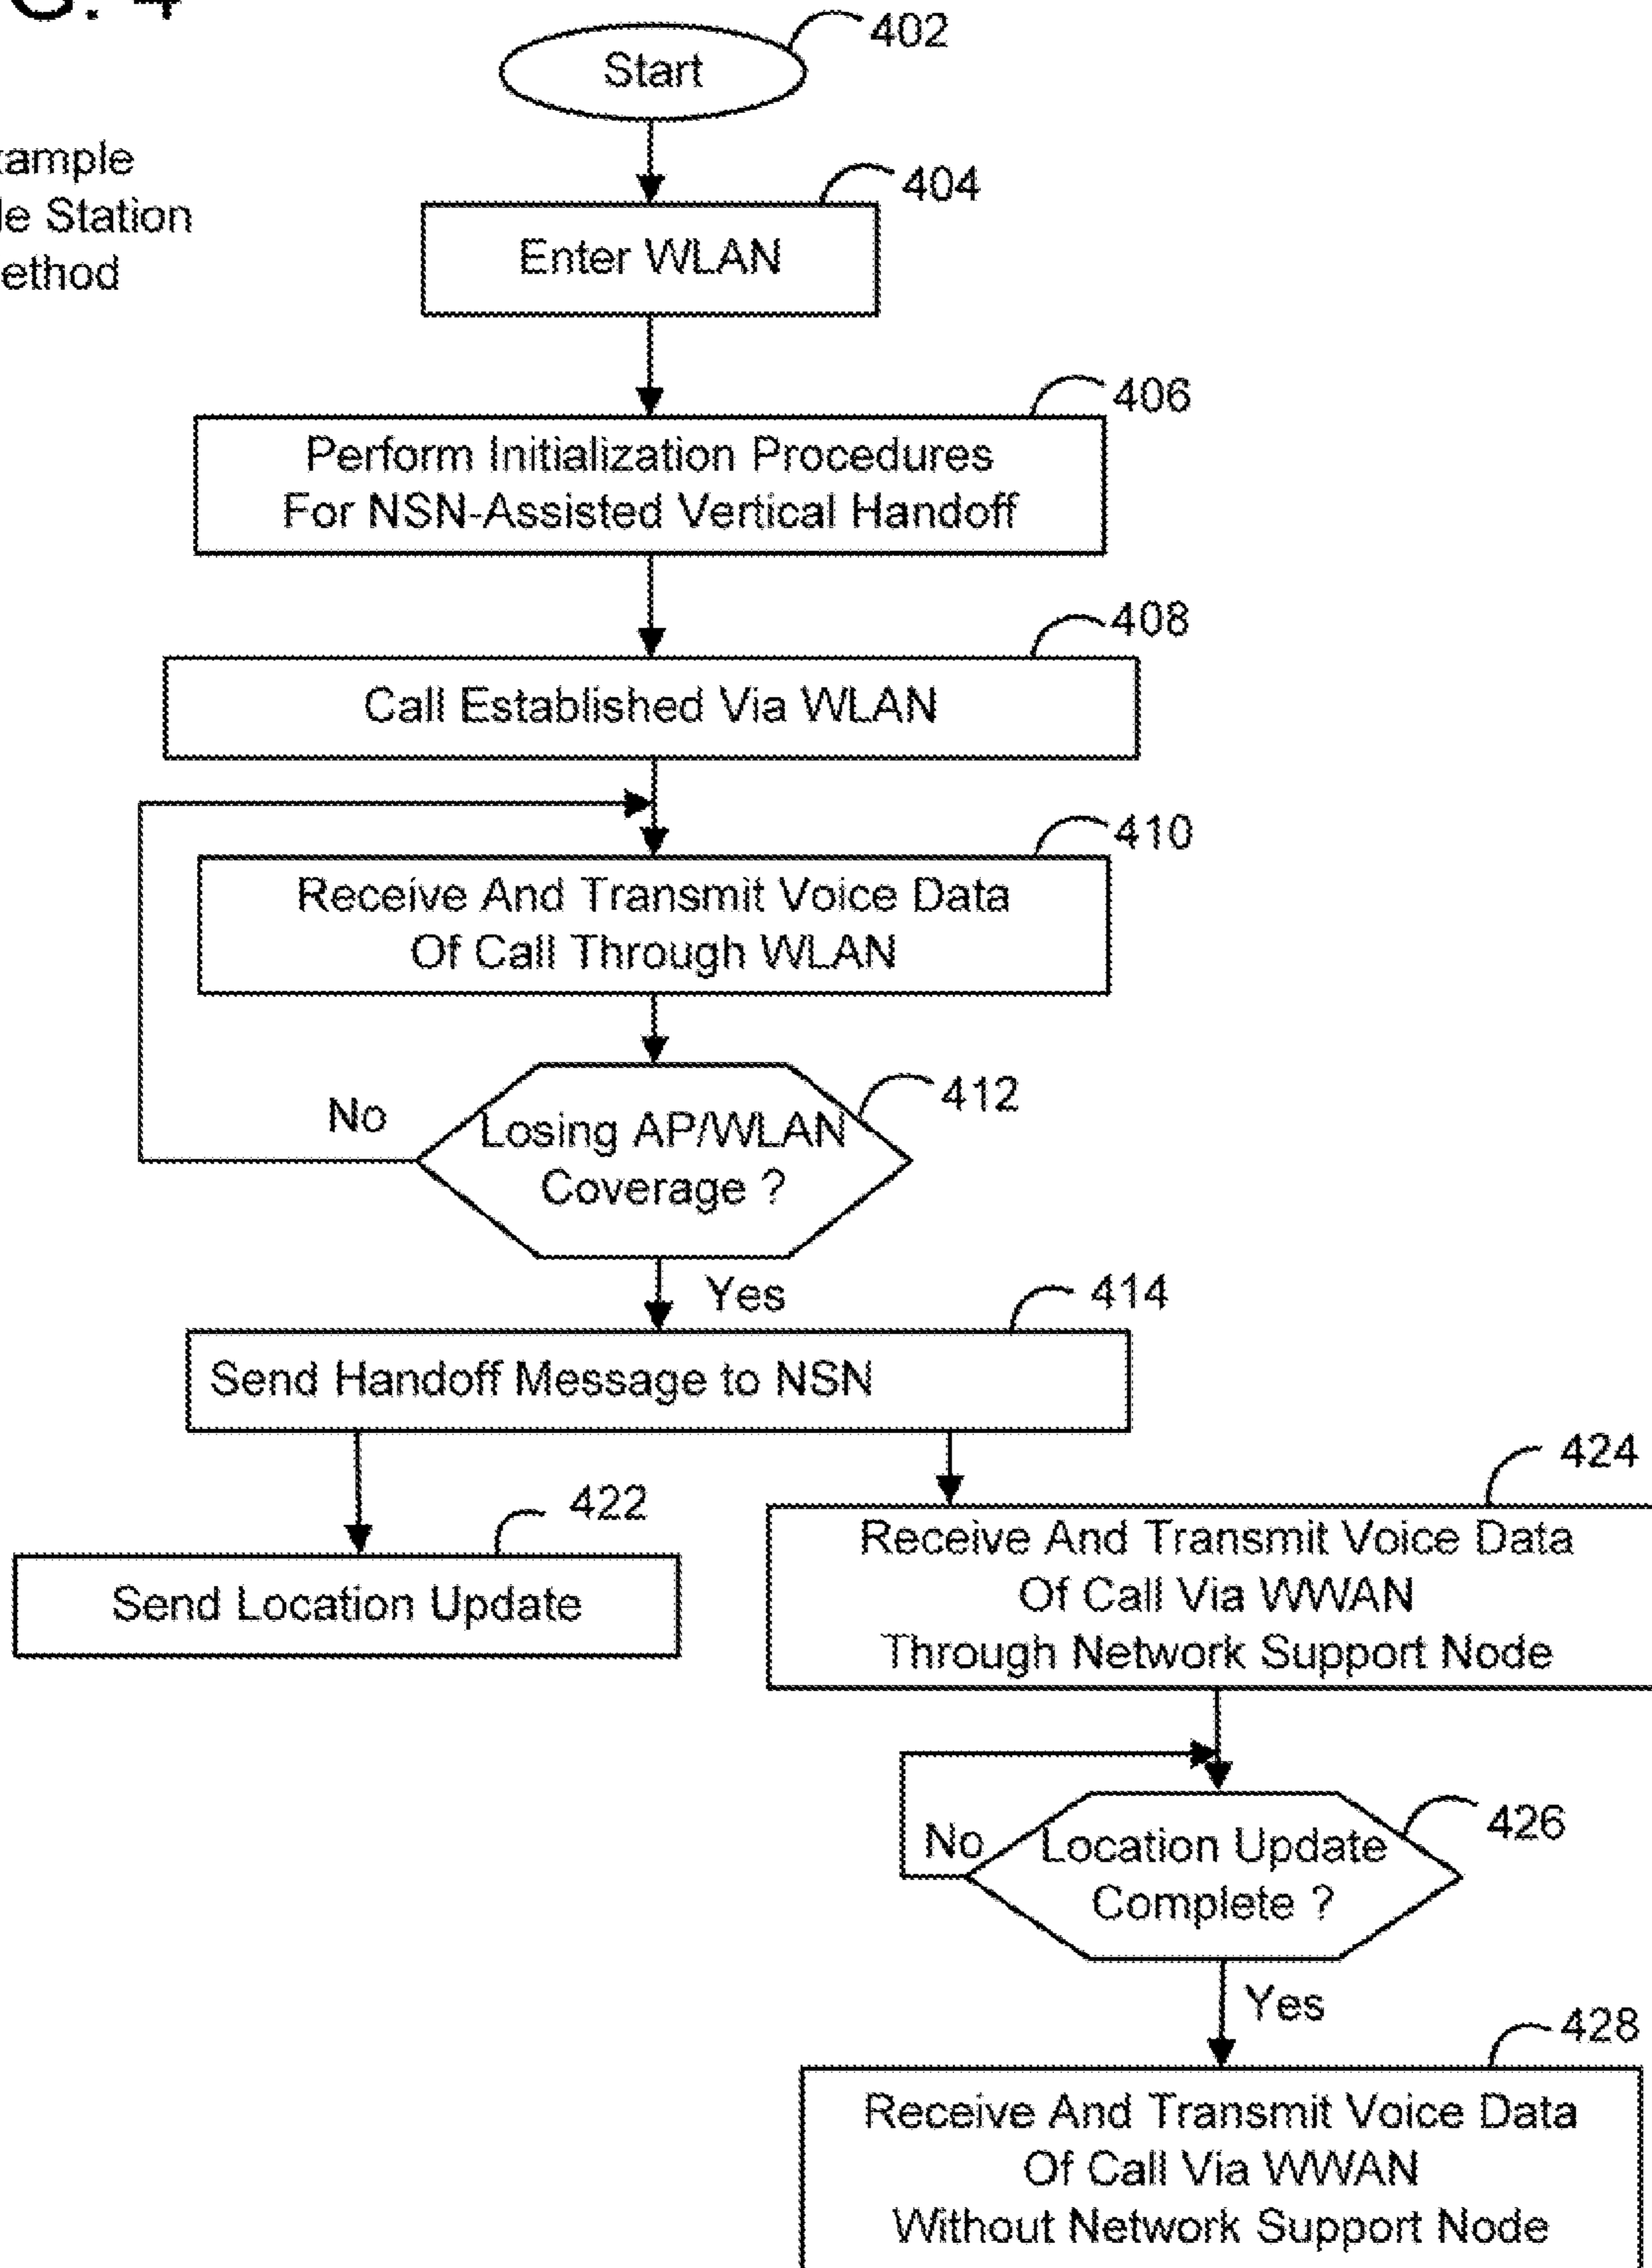 G. 4
402
Start
xample
le Station
ethod
404
Enter WLAN
406
Perform Initialization Procedures
For NSN-Assisted Vertical Handoff
408
Call Established Via WLAN
410
Receive And Transmit Voice Data
Of Call Through WLAN
412
No
Losing AP/WLAN
Coverage ?
Yes
414
Send Handoff Message to NSN
422
Send Location Update
424
Receive And Transmit Voice Data
Of Call Via WWAN
Through Network Support Node
426
No
Location Update
Complete ?
Yes
428
Receive And Transmit Voice Data
Of Call Via WWAN
Without Network Support Node